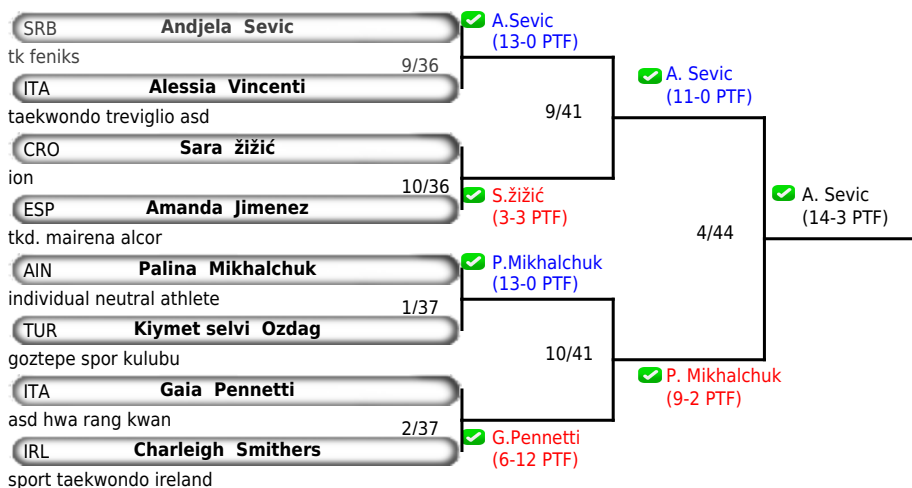 SRB Andjela Sevic
tk feniks
9/36
ITA Alessia Vincenti
taekwondo treviglio asd
CRO Sara žižić
ion
10/36
ESP Amanda Jimenez
tkd. mairena alcor
AIN Palina Mikhalchuk
individual neutral athlete
1/37
TUR Kiymet selvi Ozdag
goztepe spor kulubu
ITA Gaia Pennetti
asd hwa rang kwan
2/37
IRL Charleigh Smithers
sport taekwondo ireland
A.Sevic
(13-0 PTF)
9/41
S.žižić
(3-3 PTF)
P.Mikhalchuk
(13-0 PTF)
10/41
G.Pennetti
(6-12 PTF)
A. Sevic
(11-0 PTF)
4/44
P. Mikhalchuk
(9-2 PTF)
A. Sevic
(14-3 PTF)